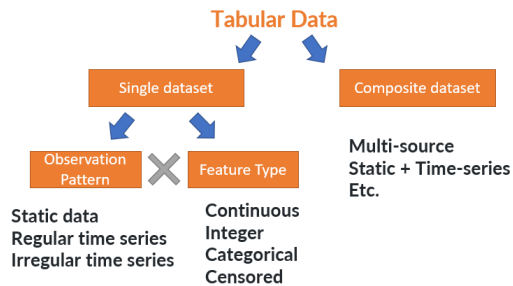 Tabular Data
Single dataset
Composite dataset
Observation
Pattern
Feature Type
Multi-source
Static + Time-series
Etc.
Static data
Regular time series
Irregular time series
Continuous
Integer
Categorical
Censored